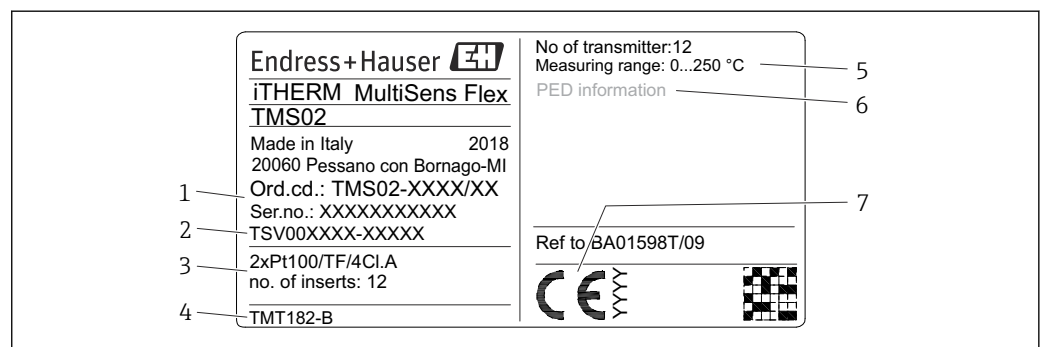 Endress+Hauser EH
iTHERM MultiSens Flex
TMS02
Made in Italy 2018
20060 Pessano con Bornago-MI
Ord.cd.: TMS02-XXXX/XX
Ser.no.: XXXXXXXXXXX
TSV00XXXX-XXXXX
2xPt100/TF/4Cl.A
no. of inserts: 12
TMT182-B
1
2
3
4
No of transmitter:12
Measuring range: 0...250 °C
PED information
Ref to BA01598T/09
CE YYYY
5
6
7